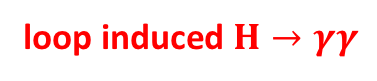 loop induced H → γγ